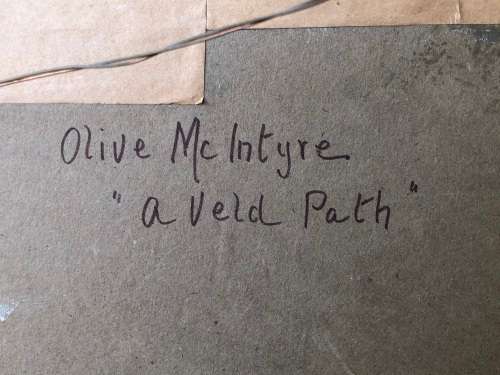 Olive McIntyre
"a Veld Path"